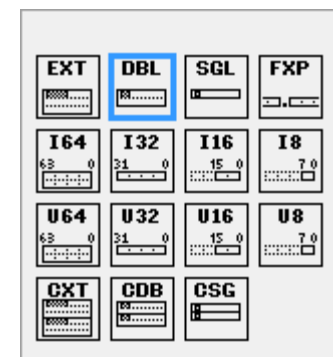 EXT DBL SGL FXP
I64 I32 I16 I8
63 0 31 0 15 0 7 0
U64 U32 U16 U8
63 0 31 0 15 0 7 0
CXT CDB CSG